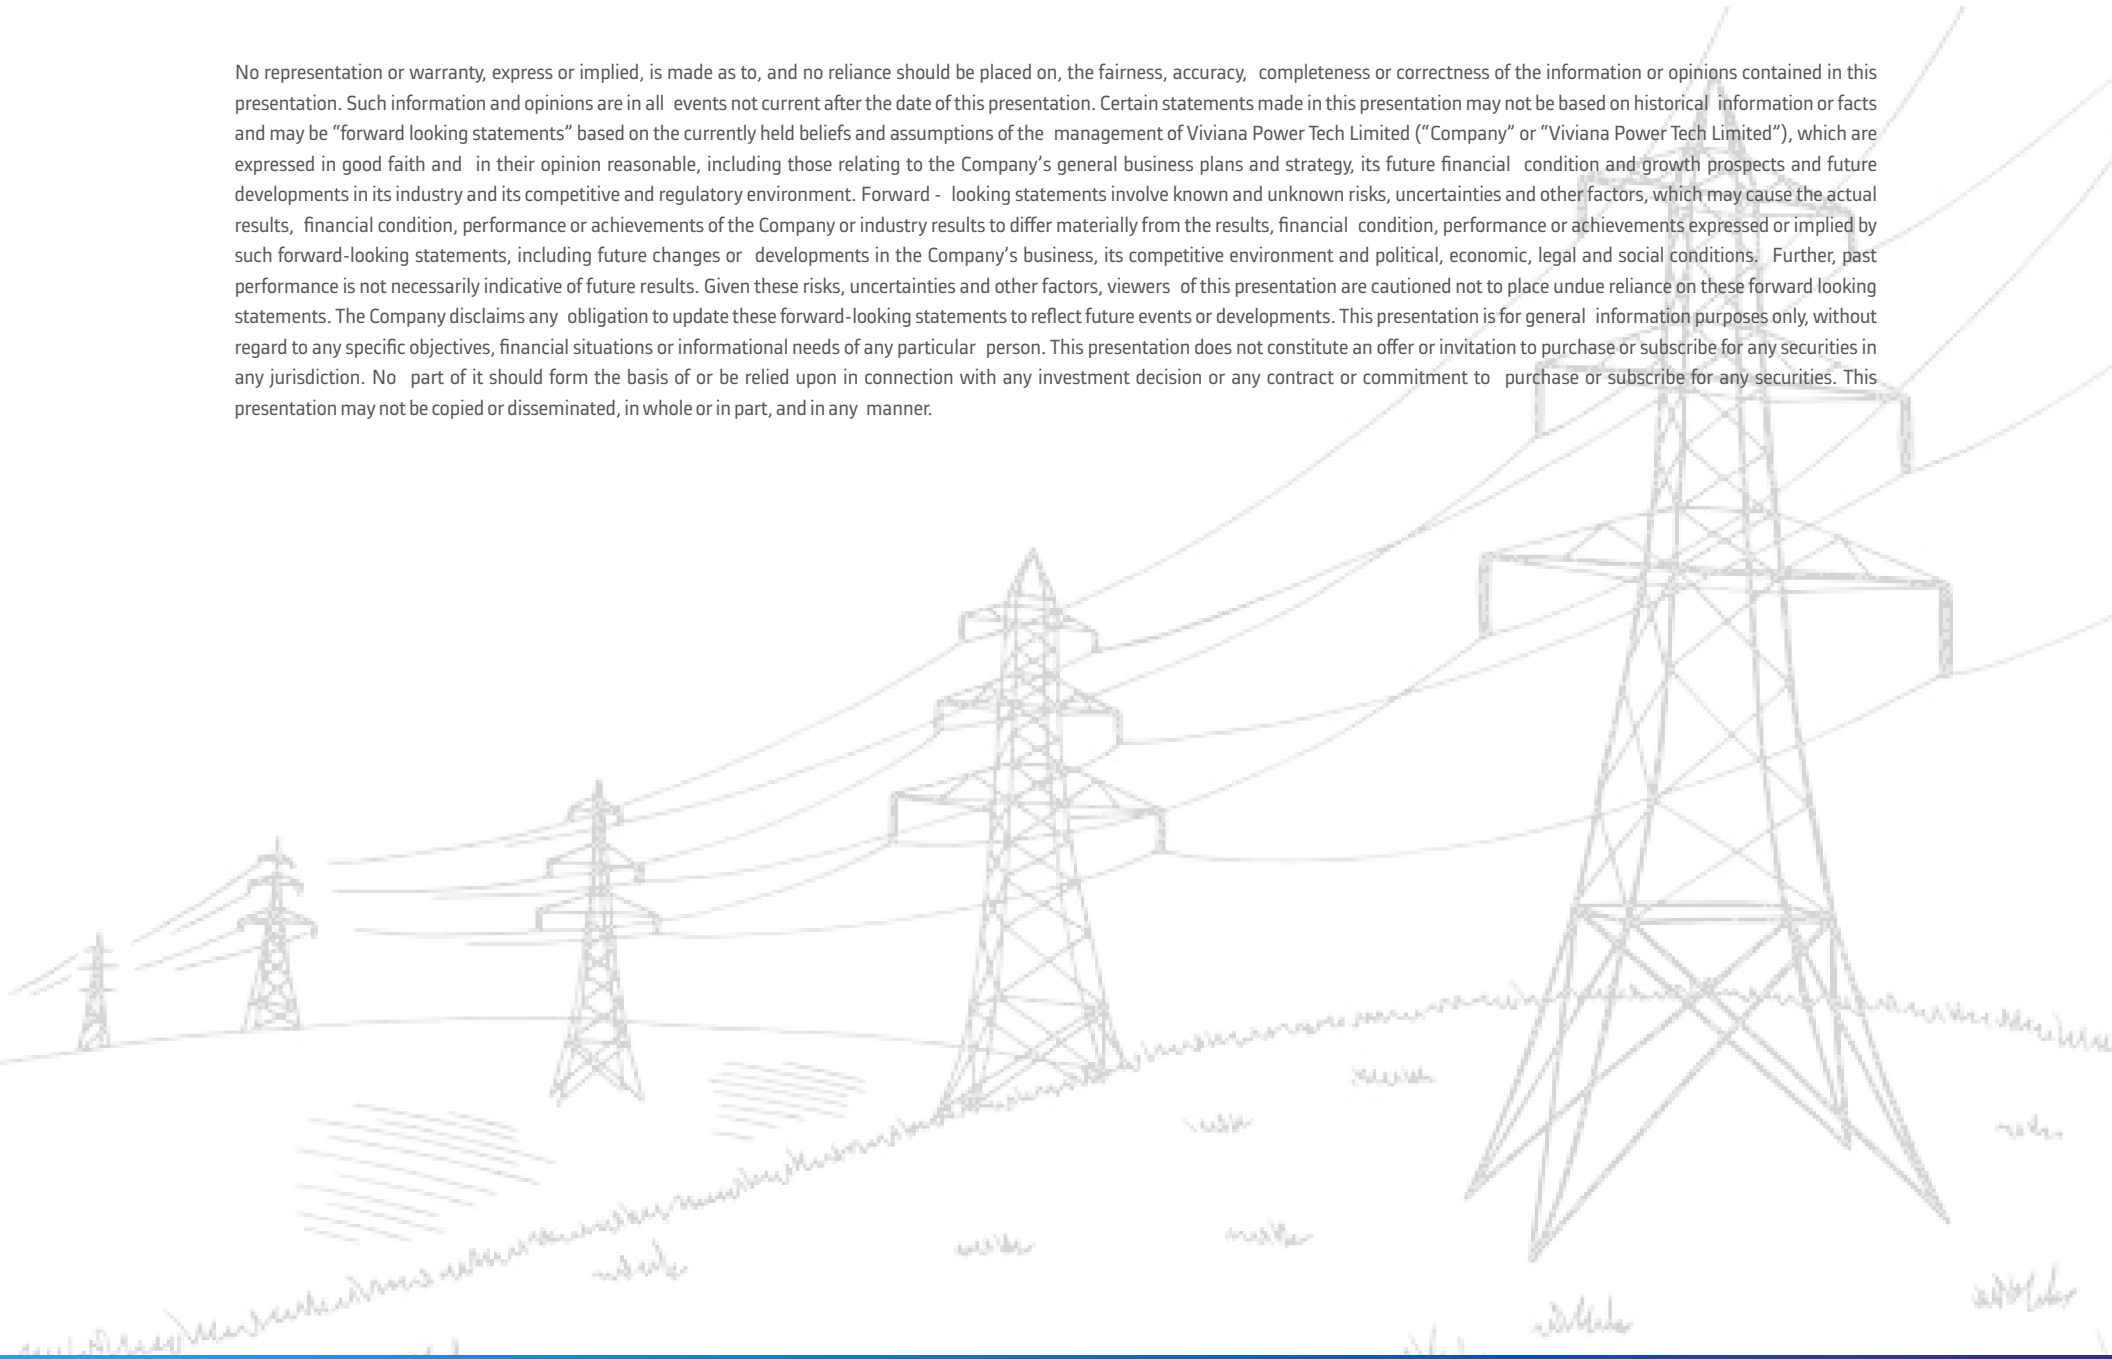 No representation or warranty, express or implied, is made as to, and no reliance should be placed on, the fairness, accuracy, completeness or correctness of the information or opinions contained in this
presentation. Such information and opinions are in all events not current after the date of this presentation. Certain statements made in this presentation may not be based on historical information or facts
and may be “forward looking statements” based on the currently held beliefs and assumptions of the management of Viviana Power Tech Limited (“Company” or “Viviana Power Tech Limited”), which are
expressed in good faith and in their opinion reasonable, including those relating to the Company’s general business plans and strategy, its future financial condition and growth prospects and future
developments in its industry and its competitive and regulatory environment. Forward - looking statements involve known and unknown risks, uncertainties and other factors, which may cause the actual
results, financial condition, performance or achievements of the Company or industry results to differ materially from the results, financial condition, performance or achievements expressed or implied by
such forward-looking statements, including future changes or developments in the Company’s business, its competitive environment and political, economic, legal and social conditions. Further, past
performance is not necessarily indicative of future results. Given these risks, uncertainties and other factors, viewers of this presentation are cautioned not to place undue reliance on these forward looking
statements. The Company disclaims any obligation to update these forward-looking statements to reflect future events or developments. This presentation is for general information purposes only, without
regard to any specific objectives, financial situations or informational needs of any particular person. This presentation does not constitute an offer or invitation to purchase or subscribe for any securities in
any jurisdiction. No part of it should form the basis of or be relied upon in connection with any investment decision or any contract or commitment to purchase or subscribe for any securities. This
presentation may not be copied or disseminated, in whole or in part, and in any manner.